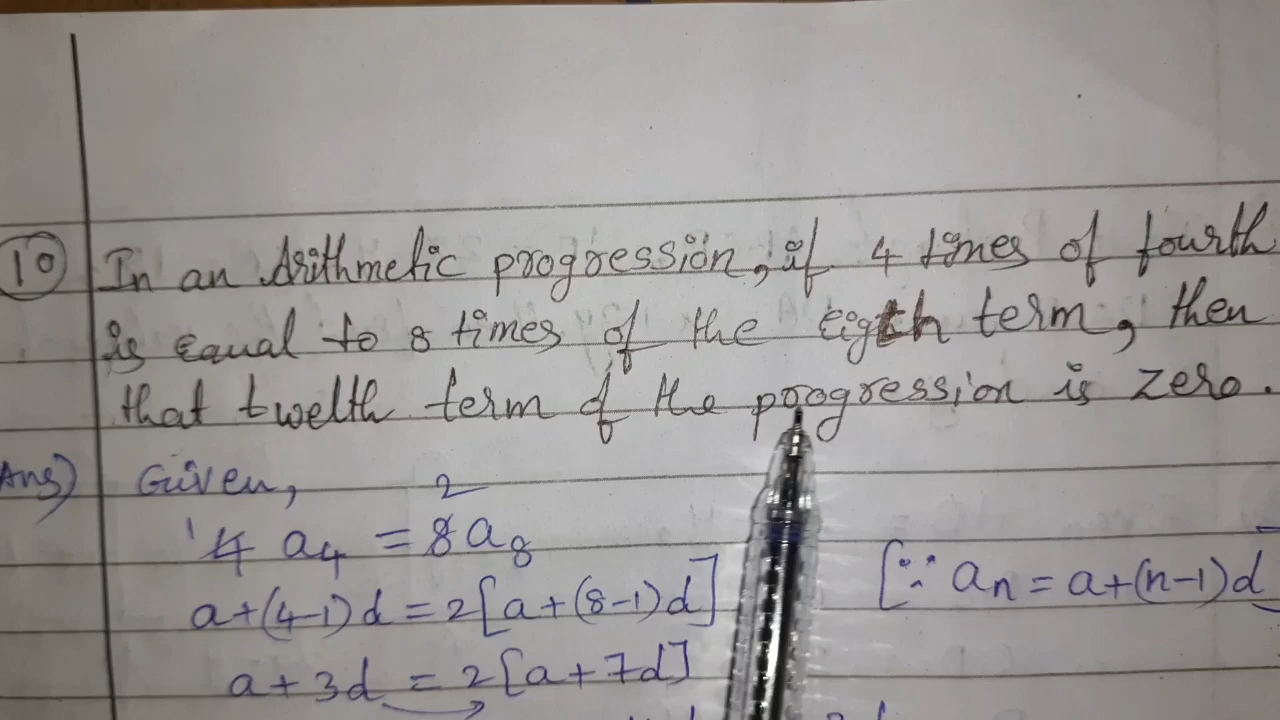 10 In an Arithmetic progression, if 4 times of fourth
is equal to 8 times of the eigth term, then
that twelth term of the progression is zero.
Ans) Given,
1 2
4 a₄ = 8 a₈
a+(4-1)d = 2[a+(8-1)d] [∵ aₙ = a+(n-1)d
a+3d = 2[a+7d]